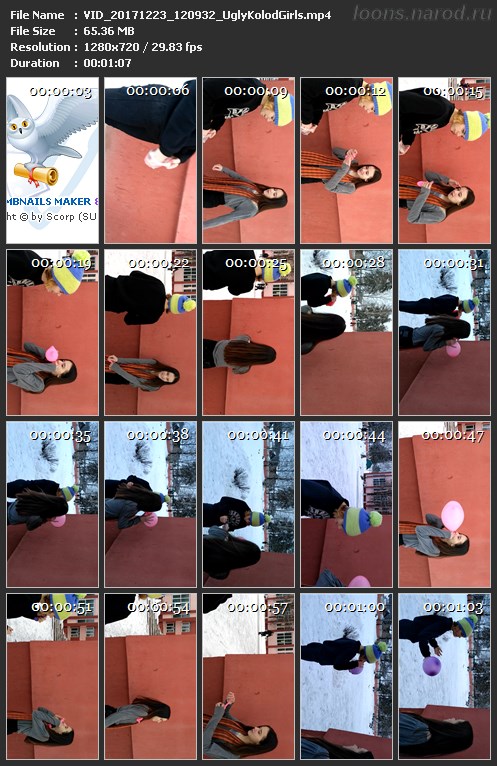 File Name : VID_20171223_120932_UglyKolodGirls.mp4
loons.narod.ru
File Size : 65.36 MB
Resolution : 1280x720 / 29.83 fps
Duration : 00:01:07
00:00:03 00:00:06 00:00:09 00:00:12 00:00:15
MBNAILS MAKER 8
ht © by Scorp (SU
00:00:19 00:00:22 00:00:25 00:00:28 00:00:31
00:00:35 00:00:38 00:00:41 00:00:44 00:00:47
00:00:51 00:00:54 00:00:57 00:01:00 00:01:03